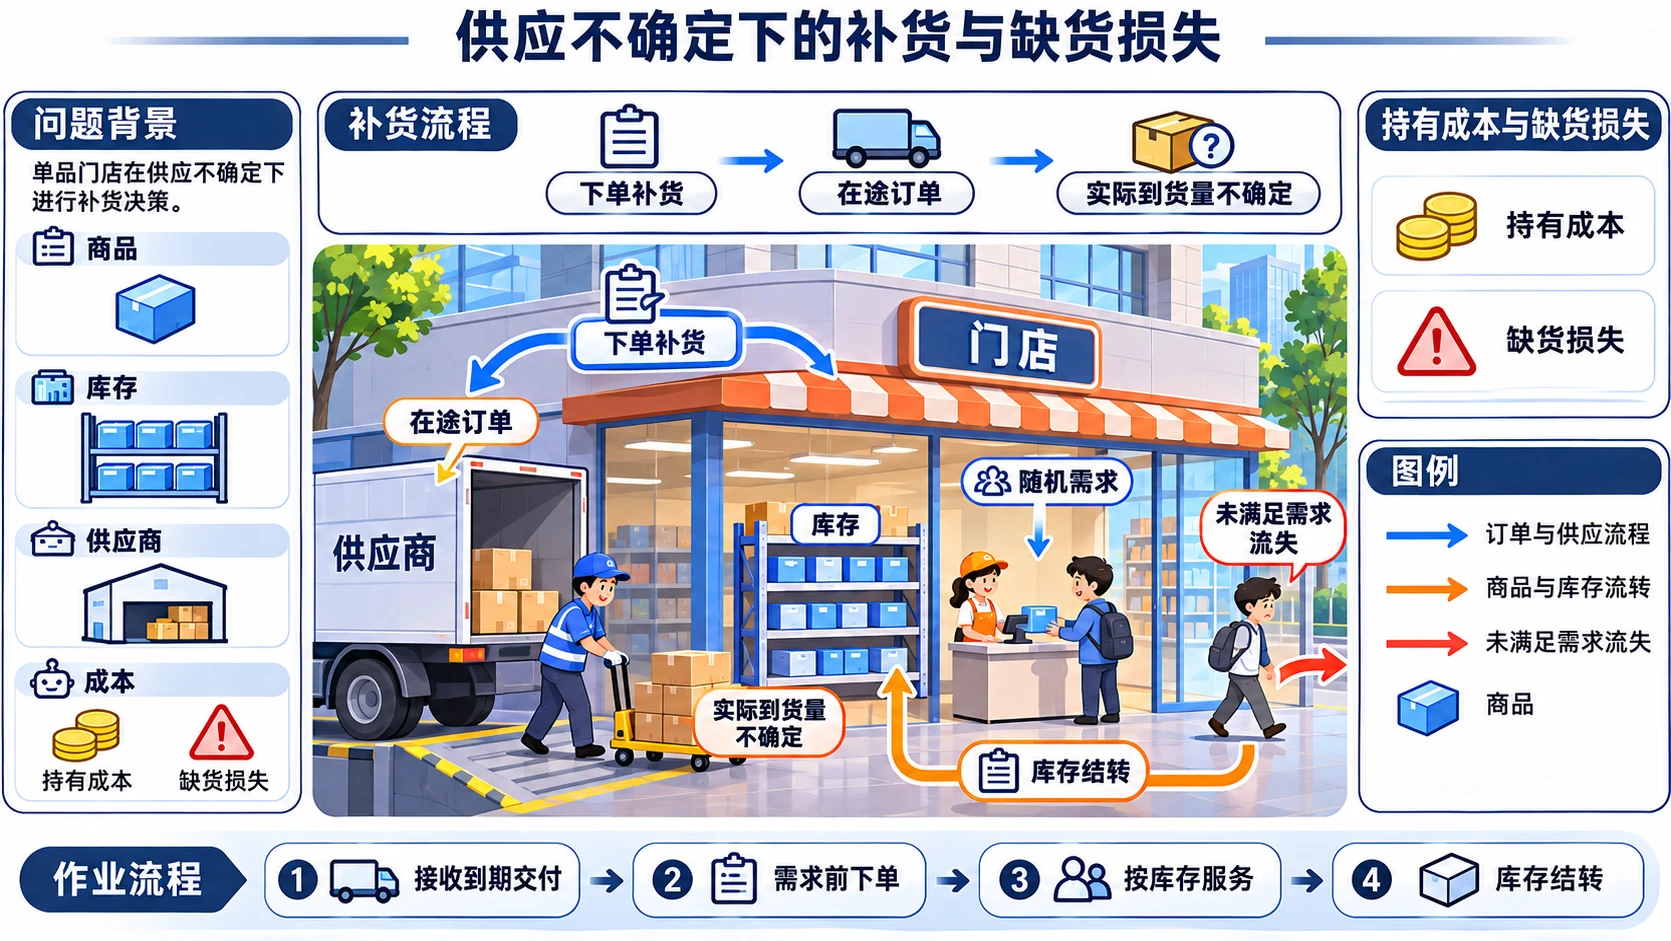 供应不确定下的补货与缺货损失
问题背景
单品门店在供应不确定下
进行补货决策。
商品
库存
供应商
成本
持有成本
缺货损失
补货流程
下单补货
在途订单
?
实际到货量不确定
下单补货
门店
在途订单
供应商
库存
随机需求
未满足需求
流失
实际到货量
不确定
库存结转
持有成本与缺货损失
持有成本
缺货损失
图例
订单与供应流程
商品与库存流转
未满足需求流失
商品
作业流程
1 接收到期交付
2 需求前下单
3 按库存服务
4 库存结转